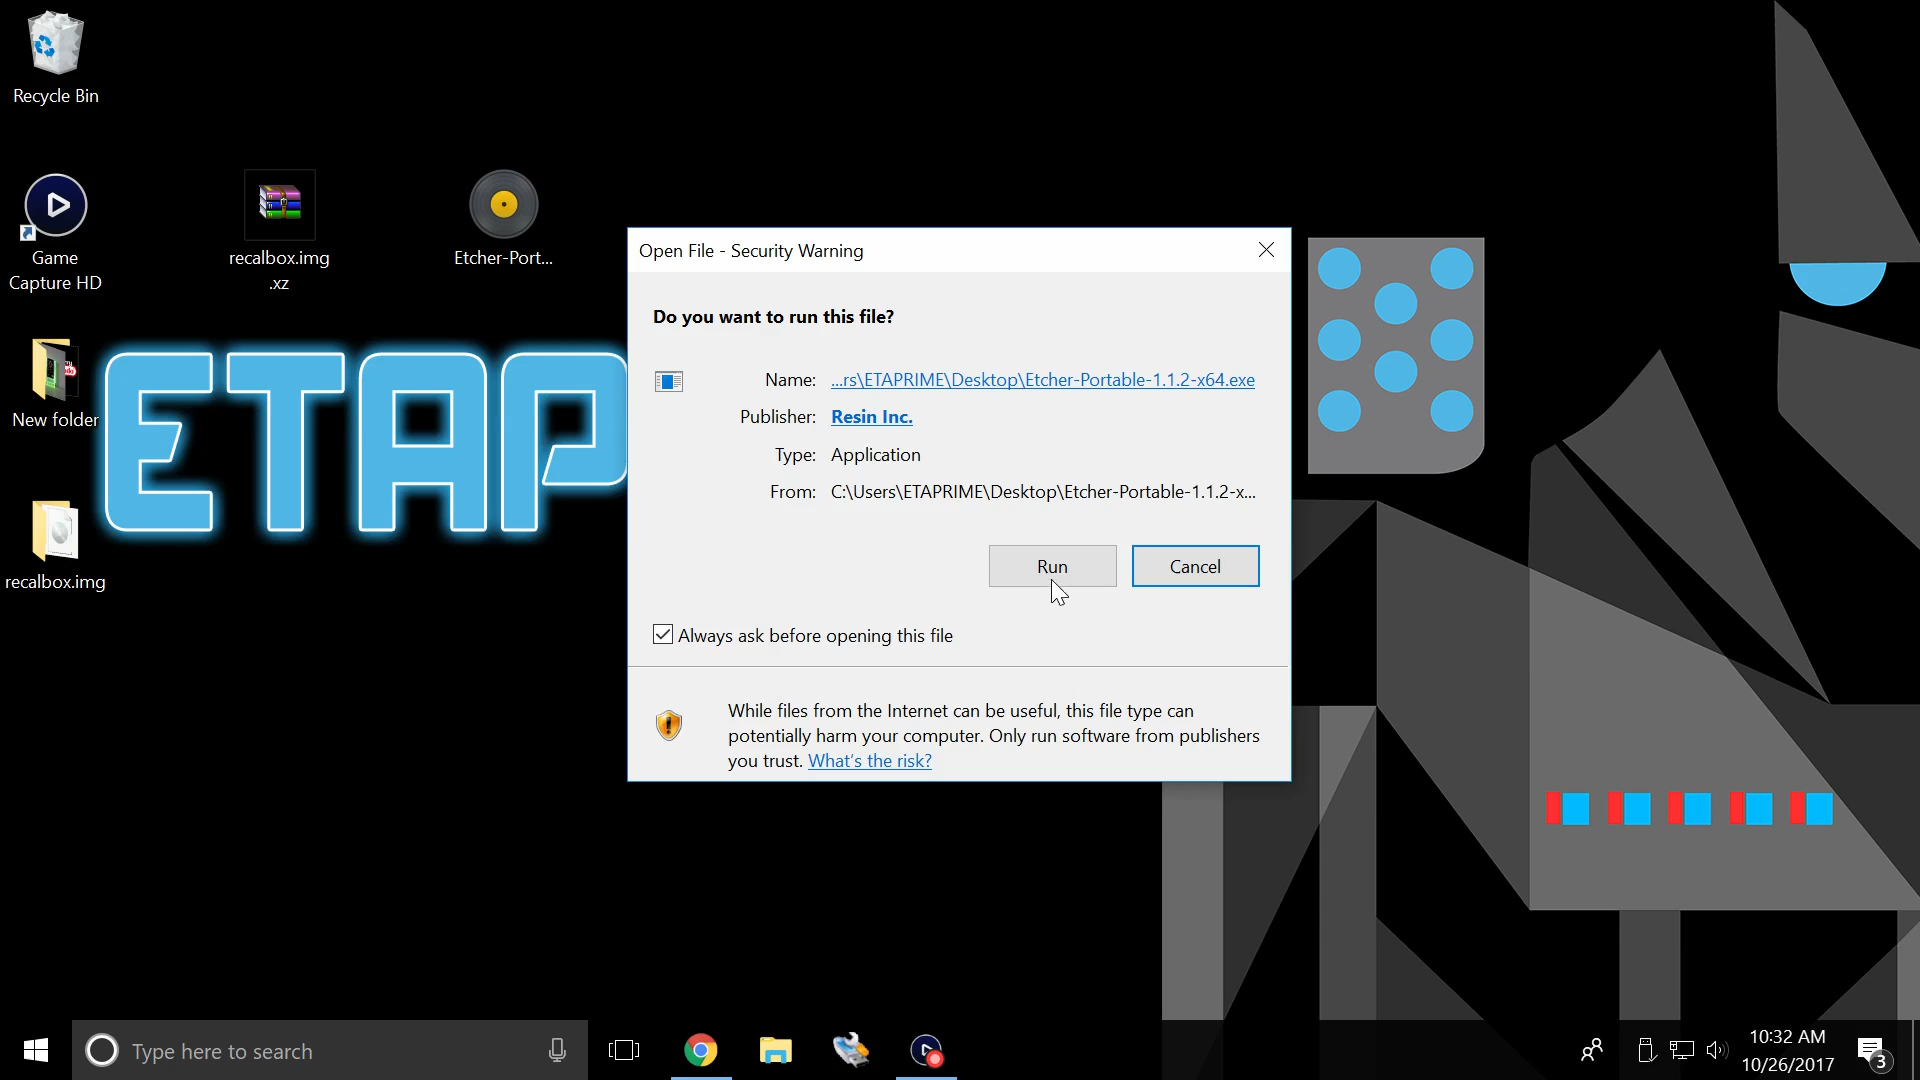 Recycle Bin
Game
Capture HD
recalbox.img
.xz
Etcher-Port...
New folder
recalbox.img
ETAP
Open File - Security Warning
Do you want to run this file?
Name: ...rs\ETAPRIME\Desktop\Etcher-Portable-1.1.2-x64.exe
Publisher: Resin Inc.
Type: Application
From: C:\Users\ETAPRIME\Desktop\Etcher-Portable-1.1.2-x...
Run
Cancel
Always ask before opening this file
While files from the Internet can be useful, this file type can
potentially harm your computer. Only run software from publishers
you trust. What's the risk?
Type here to search
10:32 AM
10/26/2017
3